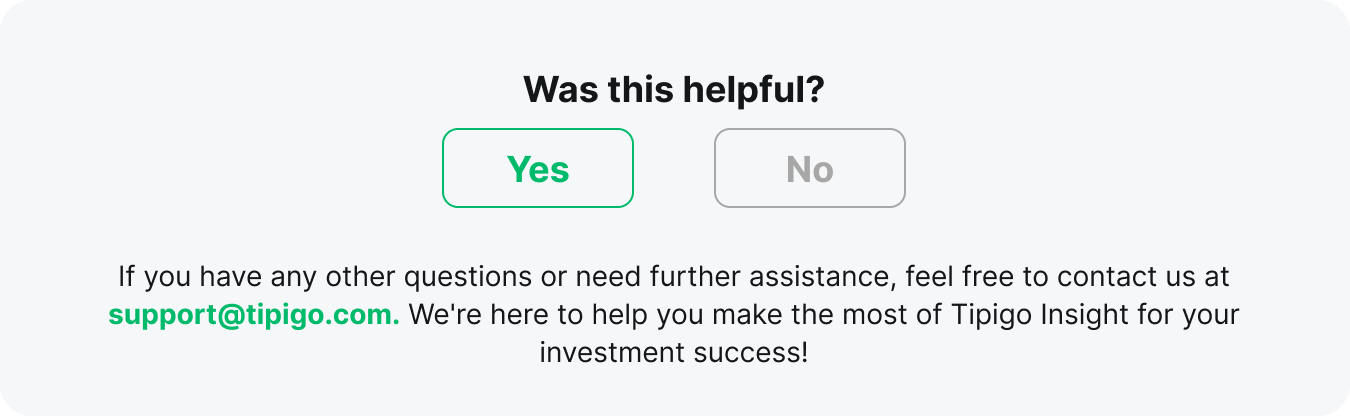 Was this helpful?
Yes No
If you have any other questions or need further assistance, feel free to contact us at
support@tipigo.com. We're here to help you make the most of Tipigo Insight for your
investment success!